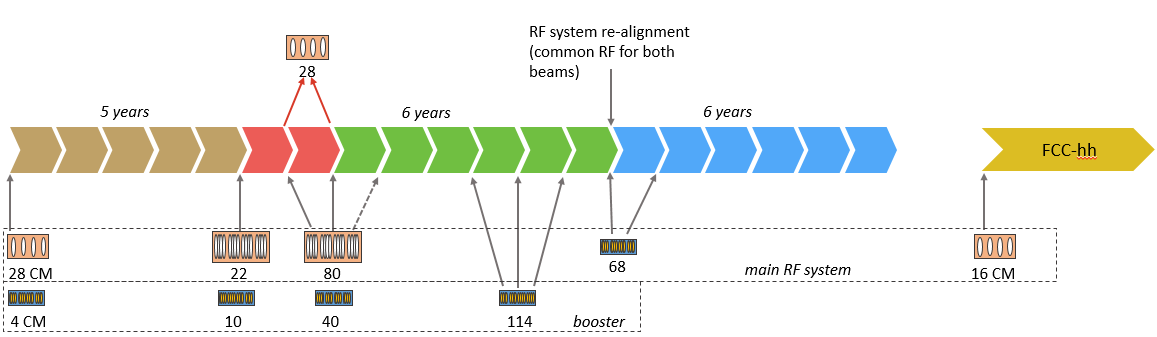 RF system re-alignment
(common RF for both
beams)
28
5 years
6 years
6 years
FCC-hh
28 CM
22
80
68
main RF system
16 CM
4 CM
10
40
114
booster